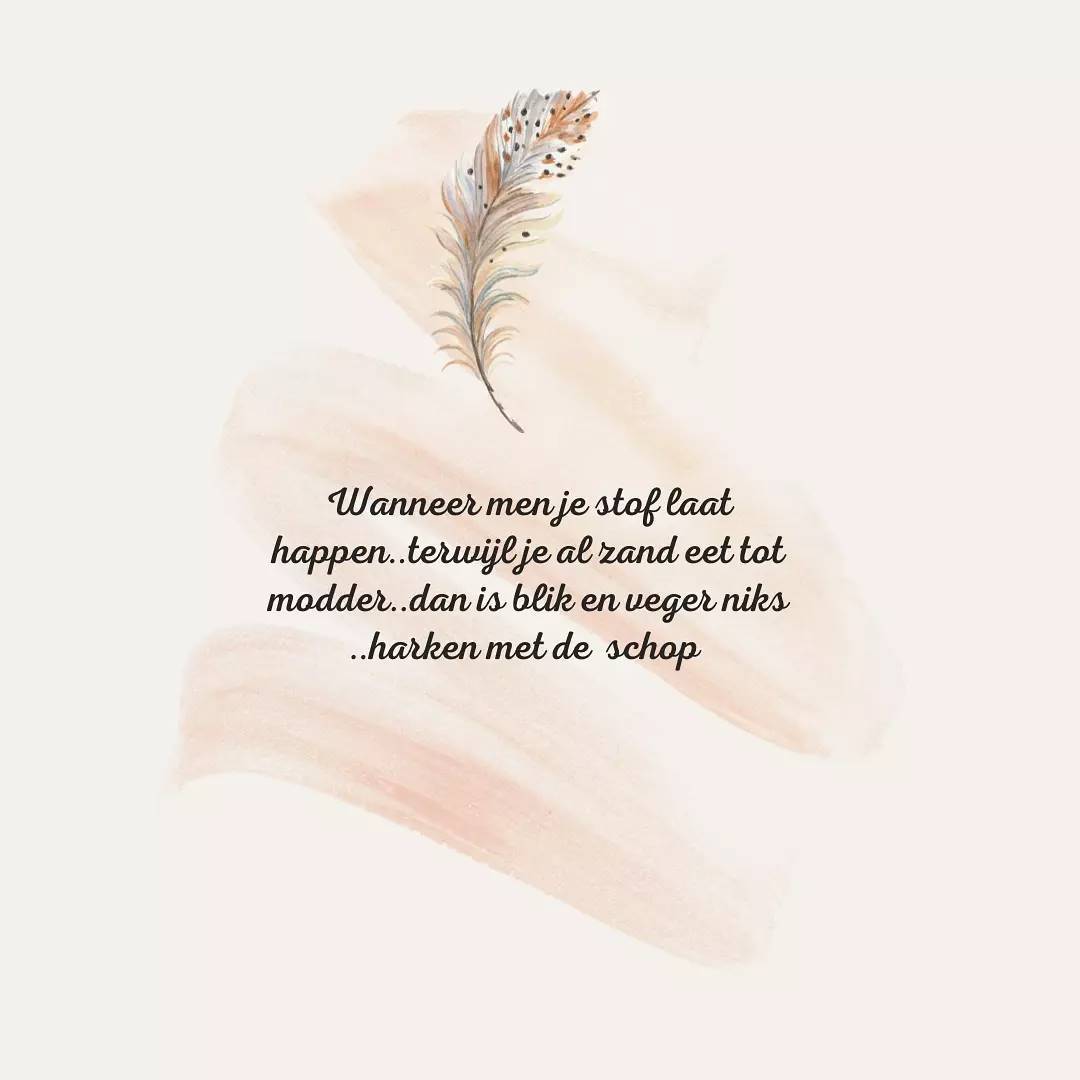 Wanneer men je stof laat
happen..terwijl je al zand eet tot
modder..dan is blik en veger niks
..harken met de schop